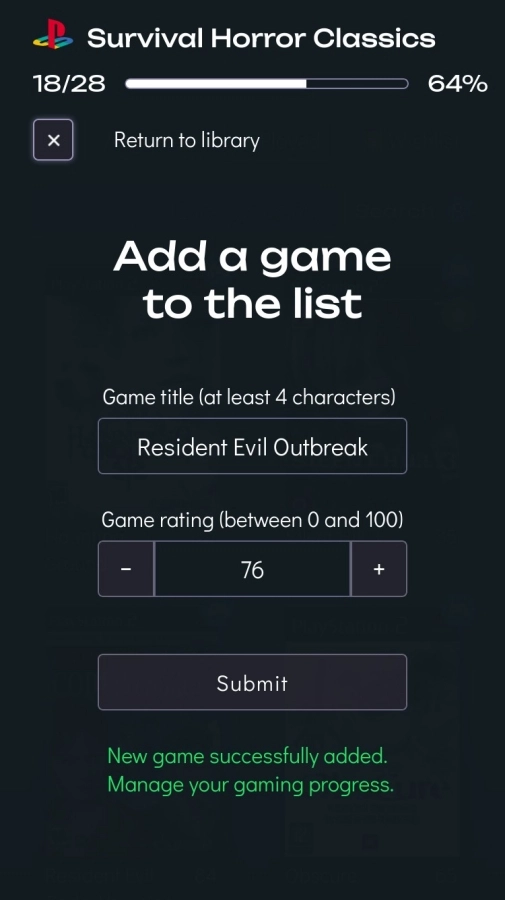 Survival Horror Classics
18/28 64%
× Return to library
Add a game
to the list
Game title (at least 4 characters)
Resident Evil Outbreak
Game rating (between 0 and 100)
- 76 +
Submit
New game successfully added.
Manage your gaming progress.